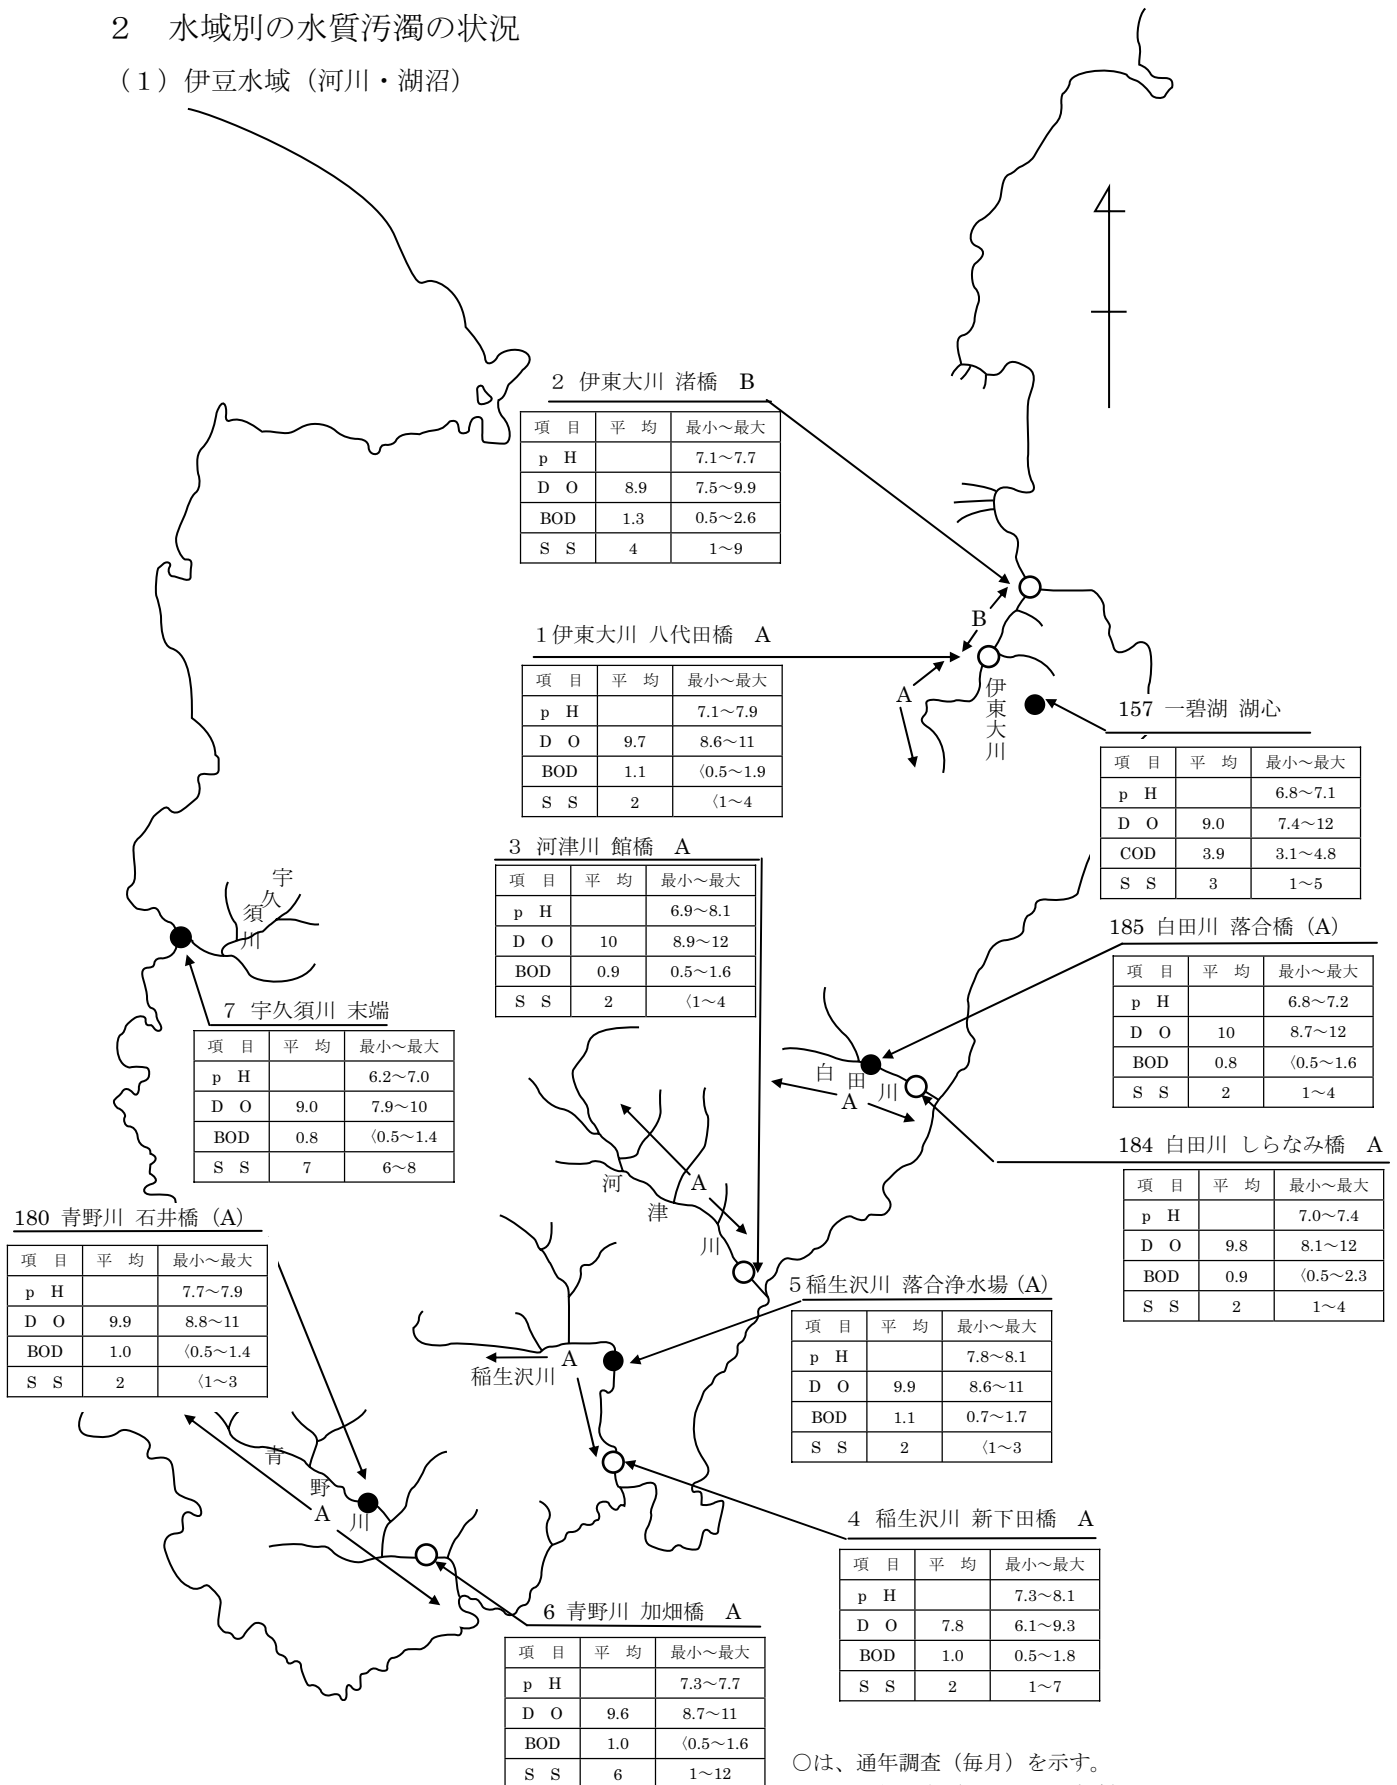 ２　水域別の水質汚濁の状況
（１）伊豆水域（河川・湖沼）
２ 伊東大川 渚橋　B
項　目　平　均　最小～最大
p　H　7.1～7.7
D　O　8.9　7.5～9.9
BOD　1.3　0.5～2.6
S　S　4　1～9
B
１伊東大川 八代田橋　A
項　目　平　均　最小～最大
p　H　7.1～7.9
D　O　9.7　8.6～11
BOD　1.1　〈0.5～1.9
S　S　2　〈1～4
A
伊東大川
157 一碧湖 湖心
項　目　平　均　最小～最大
p　H　6.8～7.1
D　O　9.0　7.4～12
COD　3.9　3.1～4.8
S　S　3　1～5
３ 河津川 館橋　A
項　目　平　均　最小～最大
p　H　6.9～8.1
D　O　10　8.9～12
BOD　0.9　0.5～1.6
S　S　2　〈1～4
宇久須川
185 白田川 落合橋（A）
項　目　平　均　最小～最大
p　H　6.8～7.2
D　O　10　8.7～12
BOD　0.8　〈0.5～1.6
S　S　2　1～4
７ 宇久須川 末端
項　目　平　均　最小～最大
p　H　6.2～7.0
D　O　9.0　7.9～10
BOD　0.8　〈0.5～1.4
S　S　7　6～8
白田川
A
184 白田川 しらなみ橋　A
項　目　平　均　最小～最大
p　H　7.0～7.4
D　O　9.8　8.1～12
BOD　0.9　〈0.5～2.3
S　S　2　1～4
A
河津川
180 青野川 石井橋（A）
項　目　平　均　最小～最大
p　H　7.7～7.9
D　O　9.9　8.8～11
BOD　1.0　〈0.5～1.4
S　S　2　〈1～3
５稲生沢川 落合浄水場（A）
項　目　平　均　最小～最大
p　H　7.8～8.1
D　O　9.9　8.6～11
BOD　1.1　0.7～1.7
S　S　2　〈1～3
A
稲生沢川
青野川
A
４ 稲生沢川 新下田橋　A
項　目　平　均　最小～最大
p　H　7.3～8.1
D　O　7.8　6.1～9.3
BOD　1.0　0.5～1.8
S　S　2　1～7
６ 青野川 加畑橋　A
項　目　平　均　最小～最大
p　H　7.3～7.7
D　O　9.6　8.7～11
BOD　1.0　〈0.5～1.6
S　S　6　1～12
○は、通年調査（毎月）を示す。